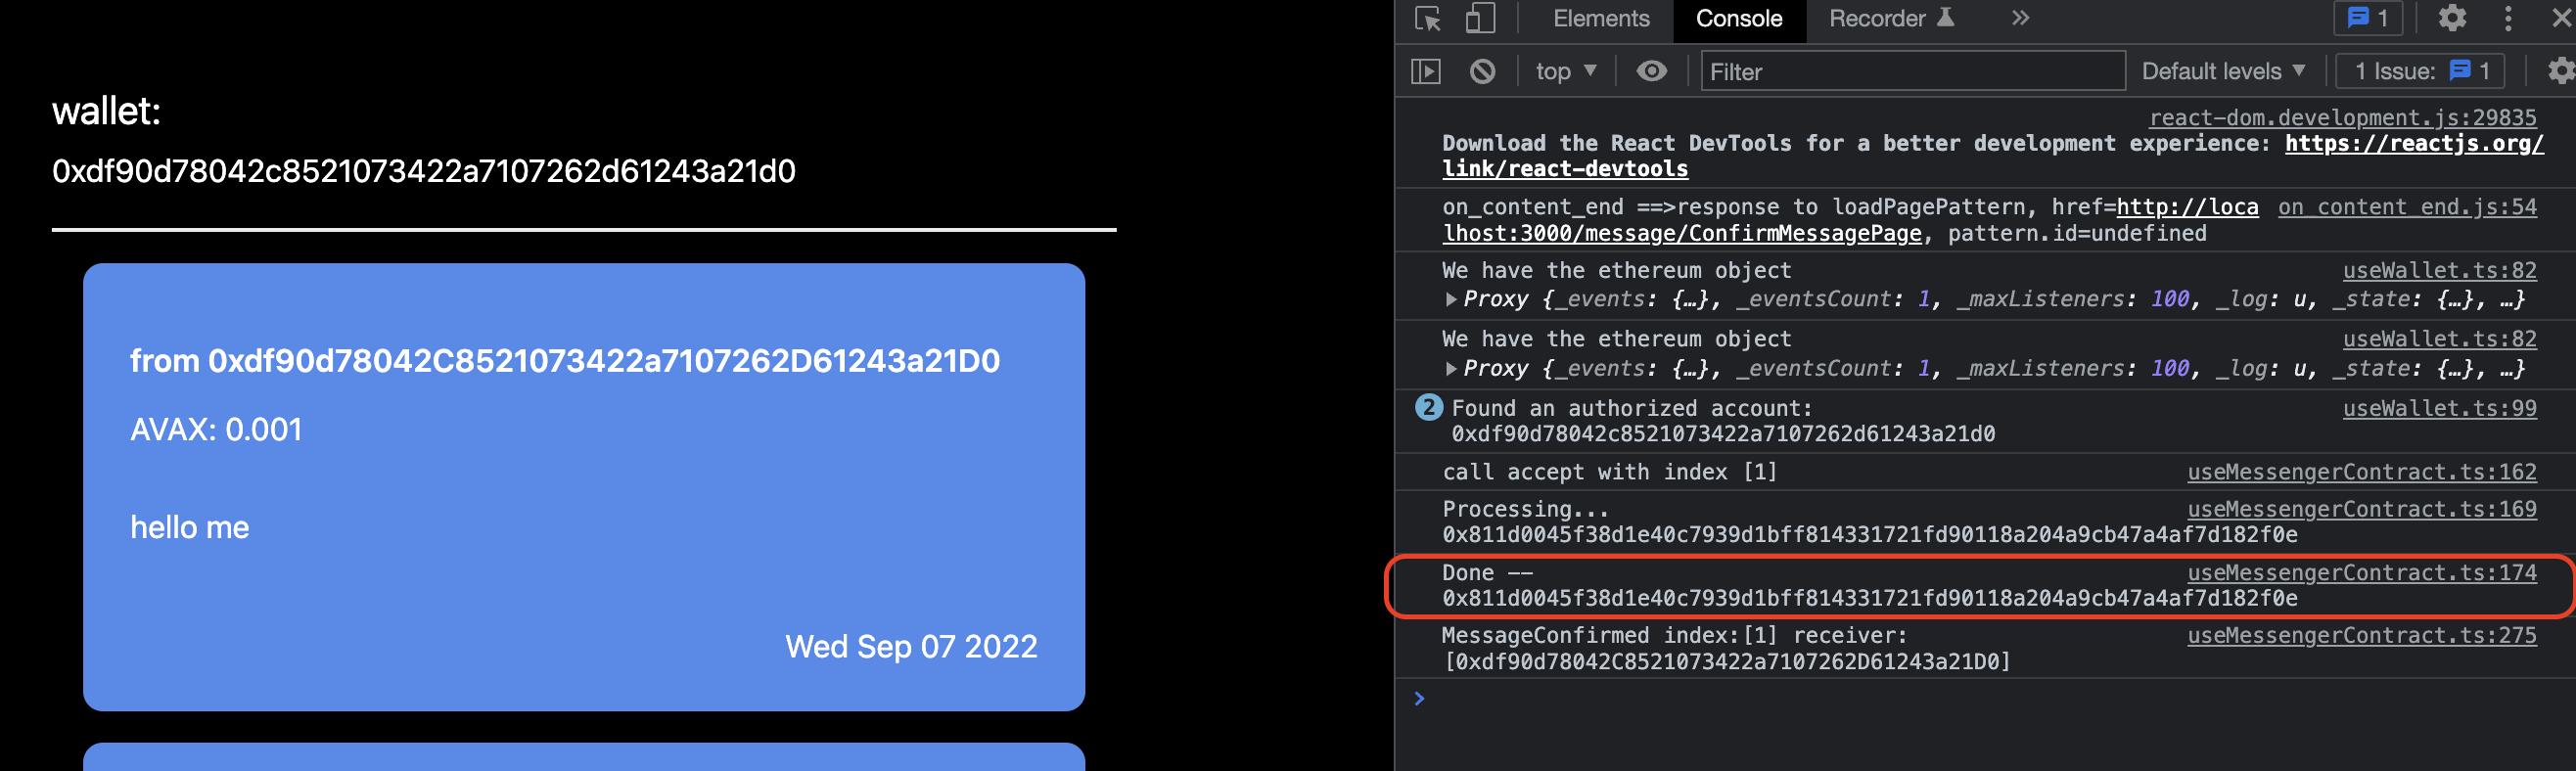 wallet:
0xdf90d78042c8521073422a7107262d61243a21d0
from 0xdf90d78042C8521073422a7107262D61243a21D0
AVAX: 0.001
hello me
Wed Sep 07 2022
Elements Console Recorder 1
top Filter Default levels 1 Issue: 1
react-dom.development.js:29835
Download the React DevTools for a better development experience: https://reactjs.org/
link/react-devtools
on_content_end ==>response to loadPagePattern, href=http://loca on_content_end.js:54
lhost:3000/message/ConfirmMessagePage, pattern.id=undefined
We have the ethereum object useWallet.ts:82
Proxy {_events: {…}, _eventsCount: 1, _maxListeners: 100, _log: u, _state: {…}, …}
We have the ethereum object useWallet.ts:82
Proxy {_events: {…}, _eventsCount: 1, _maxListeners: 100, _log: u, _state: {…}, …}
2 Found an authorized account: useWallet.ts:99
0xdf90d78042c8521073422a7107262d61243a21d0
call accept with index [1] useMessengerContract.ts:162
Processing... useMessengerContract.ts:169
0x811d0045f38d1e40c7939d1bff814331721fd90118a204a9cb47a4af7d182f0e
Done –– useMessengerContract.ts:174
0x811d0045f38d1e40c7939d1bff814331721fd90118a204a9cb47a4af7d182f0e
MessageConfirmed index:[1] receiver: useMessengerContract.ts:275
[0xdf90d78042C8521073422a7107262D61243a21D0]